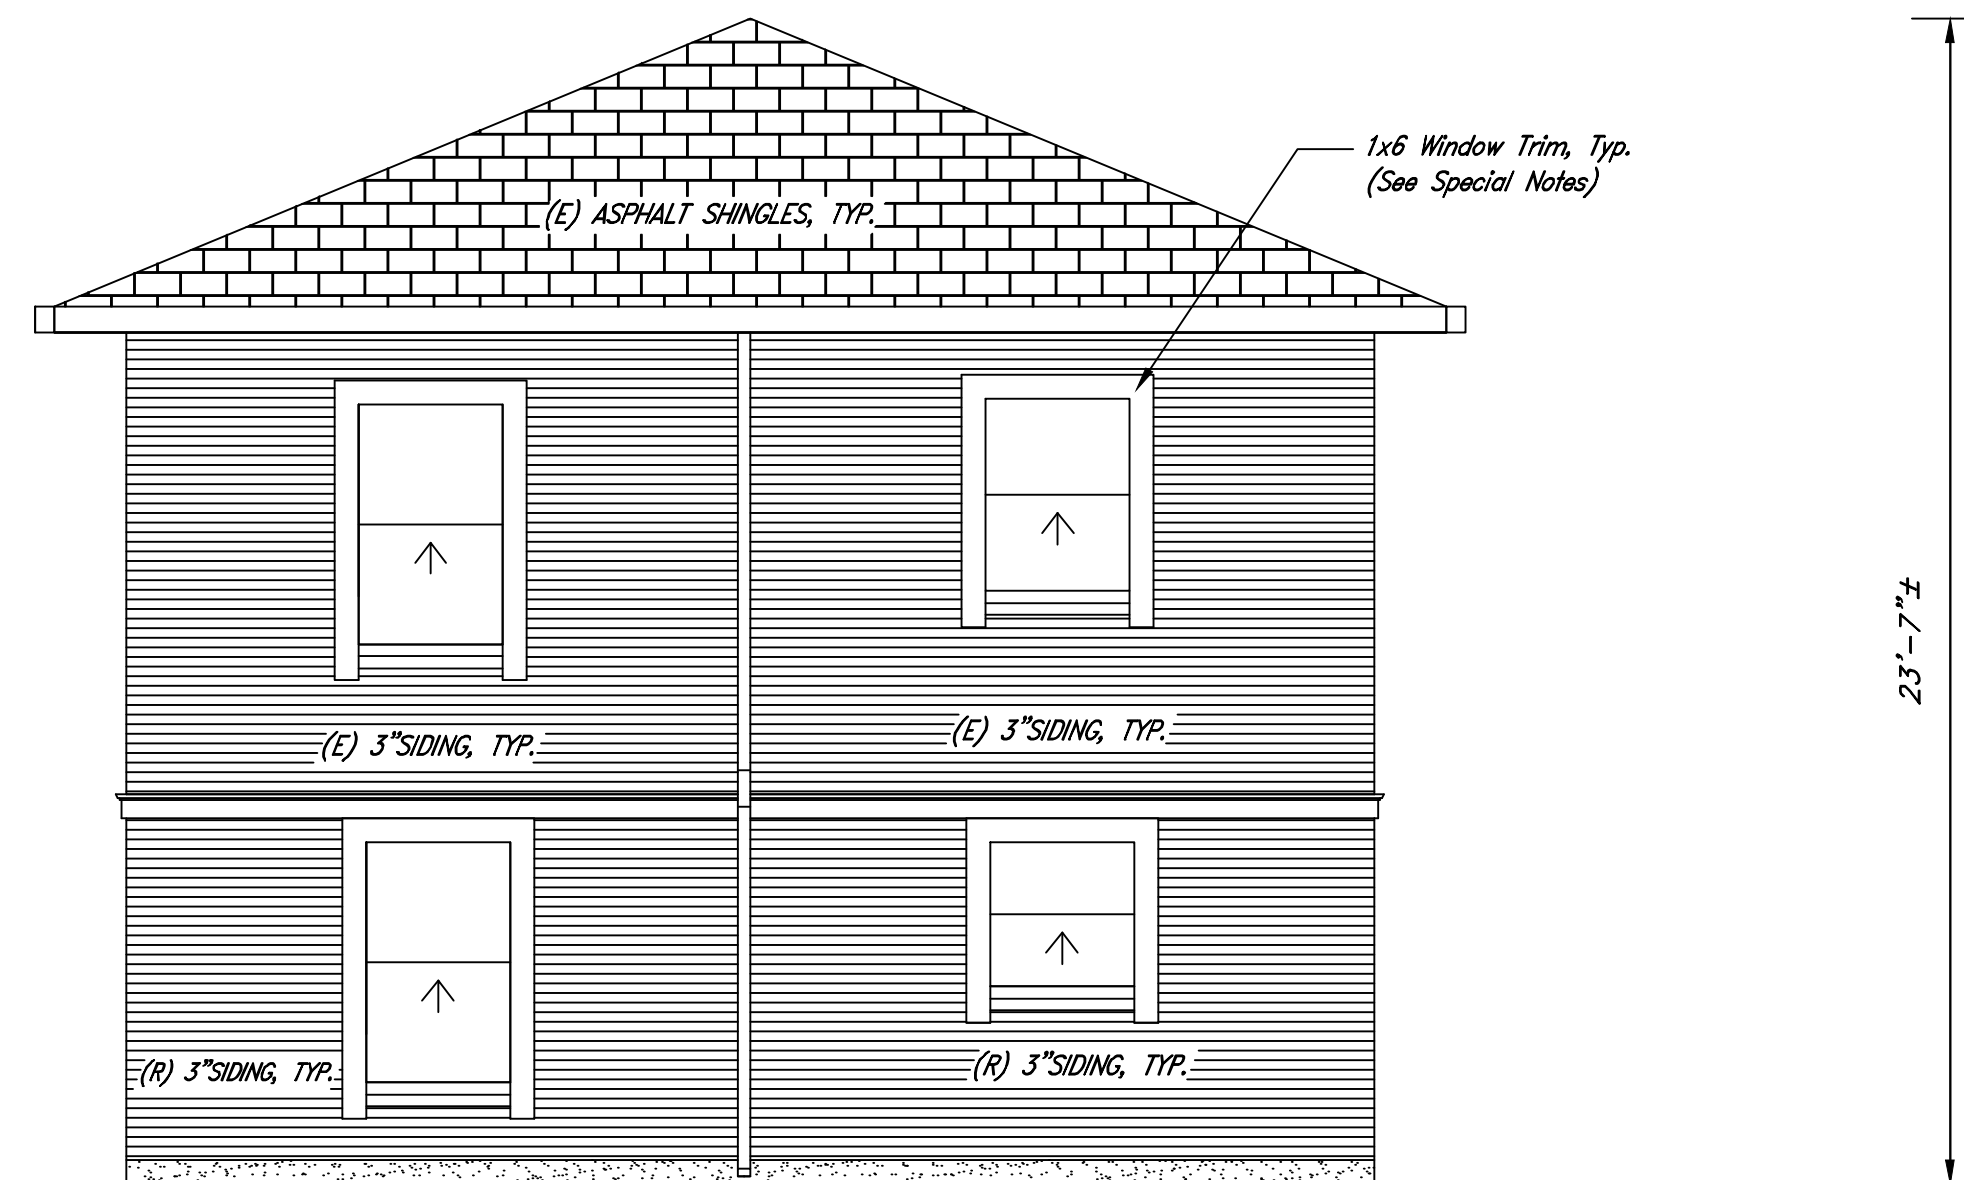 1x6 Window Trim, Typ.
(See Special Notes)
(E) ASPHALT SHINGLES, TYP.
23'-7"±
(E) 3"SIDING, TYP.
(E) 3"SIDING, TYP.
(R) 3"SIDING, TYP.
(R) 3"SIDING, TYP.